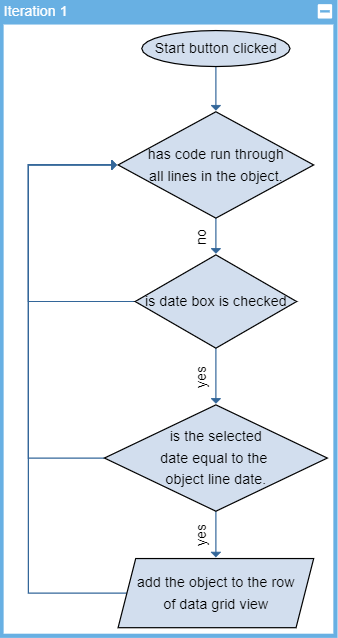 Iteration 1
Start button clicked
has code run through
all lines in the object.
no
is date box is checked
yes
is the selected
date equal to the
object line date.
yes
add the object to the row
of data grid view